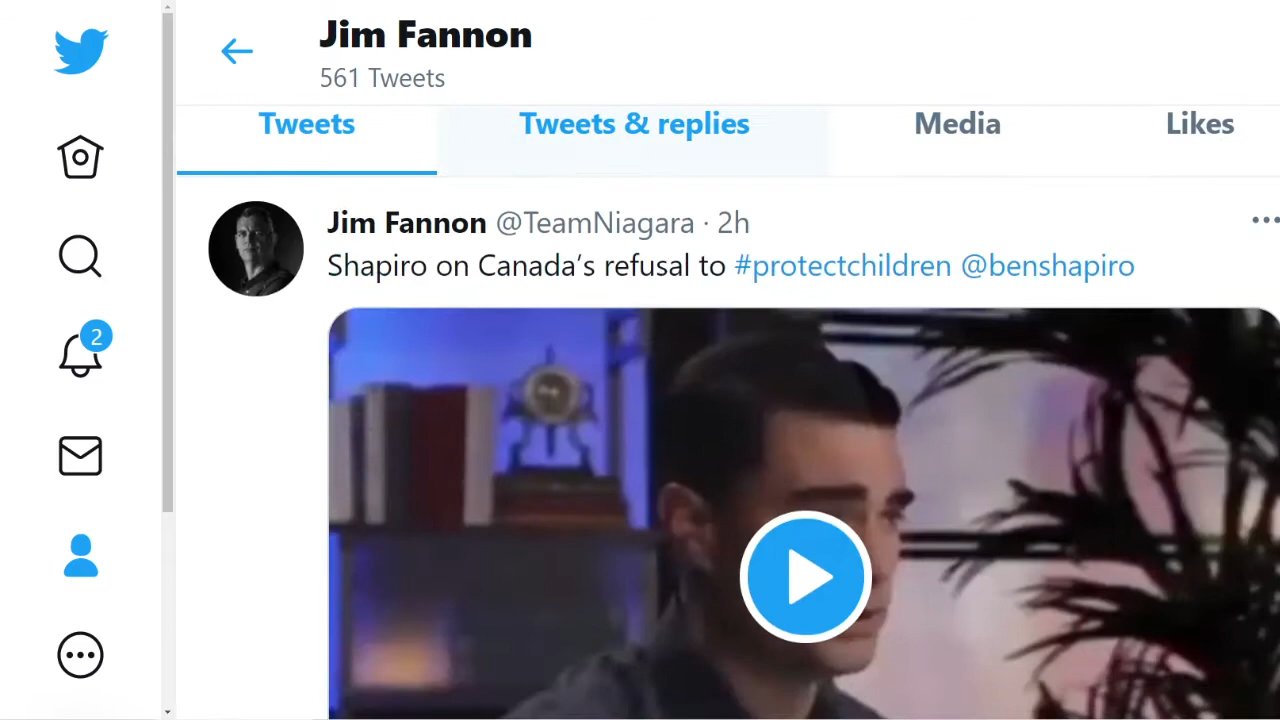 Jim Fannon
561 Tweets
Tweets Tweets & replies Media Likes
Jim Fannon @TeamNiagara · 2h
Shapiro on Canada’s refusal to #protectchildren @benshapiro
2